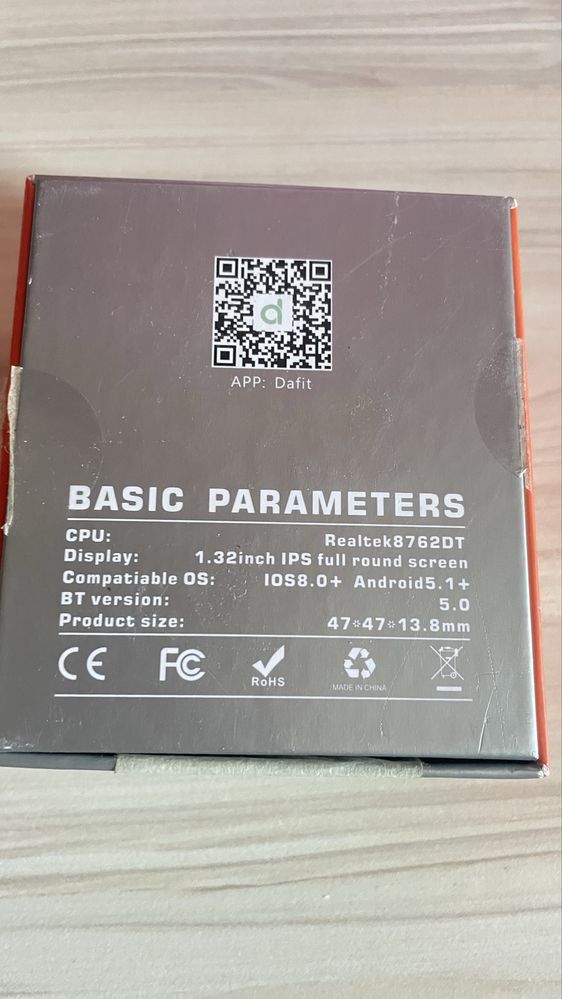 d
APP: Dafit
BASIC PARAMETERS
CPU: Realtek8762DT
Display: 1.32inch IPS full round screen
Compatiable OS: IOS8.0+ Android5.1+
BT version: 5.0
Product size: 47*47*13.8mm
CE FC RoHS MADE IN CHINA